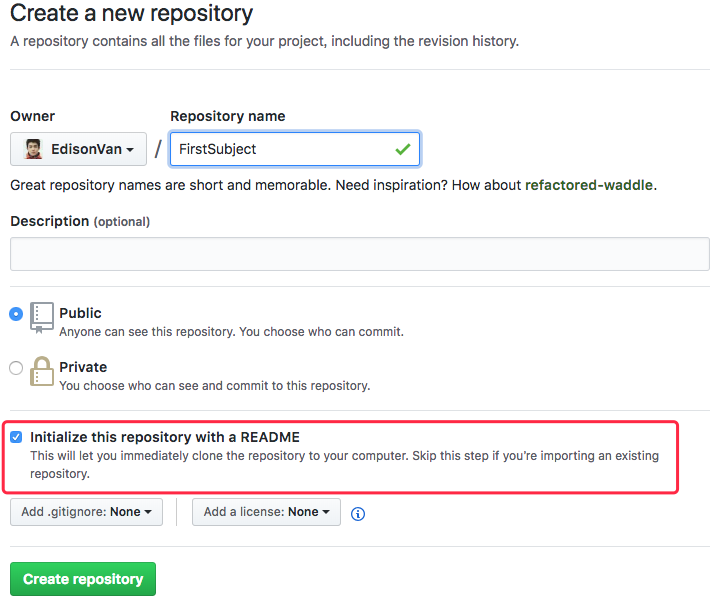 Create a new repository
A repository contains all the files for your project, including the revision history.
Owner Repository name
EdisonVan / FirstSubject
Great repository names are short and memorable. Need inspiration? How about refactored-waddle.
Description (optional)
Public
Anyone can see this repository. You choose who can commit.
Private
You choose who can see and commit to this repository.
Initialize this repository with a README
This will let you immediately clone the repository to your computer. Skip this step if you're importing an existing
repository.
Add .gitignore: None Add a license: None
Create repository